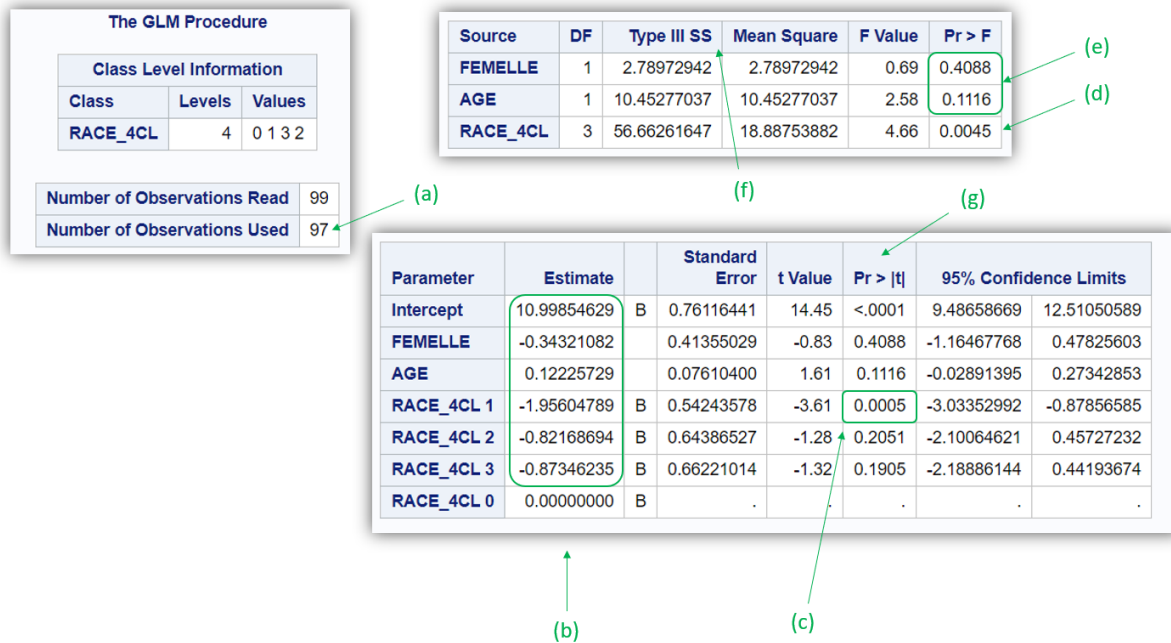 The GLM Procedure
Class Level Information
Class Levels Values
RACE_4CL 4 0 1 3 2
Number of Observations Read 99
Number of Observations Used 97
(a)
Source DF Type III SS Mean Square F Value Pr > F
FEMELLE 1 2.78972942 2.78972942 0.69 0.4088
AGE 1 10.45277037 10.45277037 2.58 0.1116
RACE_4CL 3 56.66261647 18.88753882 4.66 0.0045
(e)
(d)
(f)
(g)
Parameter Estimate Standard Error t Value Pr > |t| 95% Confidence Limits
Intercept 10.99854629 B 0.76116441 14.45 <.0001 9.48658669 12.51050589
FEMELLE -0.34321082 0.41355029 -0.83 0.4088 -1.16467768 0.47825603
AGE 0.12225729 0.07610400 1.61 0.1116 -0.02891395 0.27342853
RACE_4CL 1 -1.95604789 B 0.54243578 -3.61 0.0005 -3.03352992 -0.87856585
RACE_4CL 2 -0.82168694 B 0.64386527 -1.28 0.2051 -2.10064621 0.45727232
RACE_4CL 3 -0.87346235 B 0.66221014 -1.32 0.1905 -2.18886144 0.44193674
RACE_4CL 0 0.00000000 B . . . . .
(b)
(c)